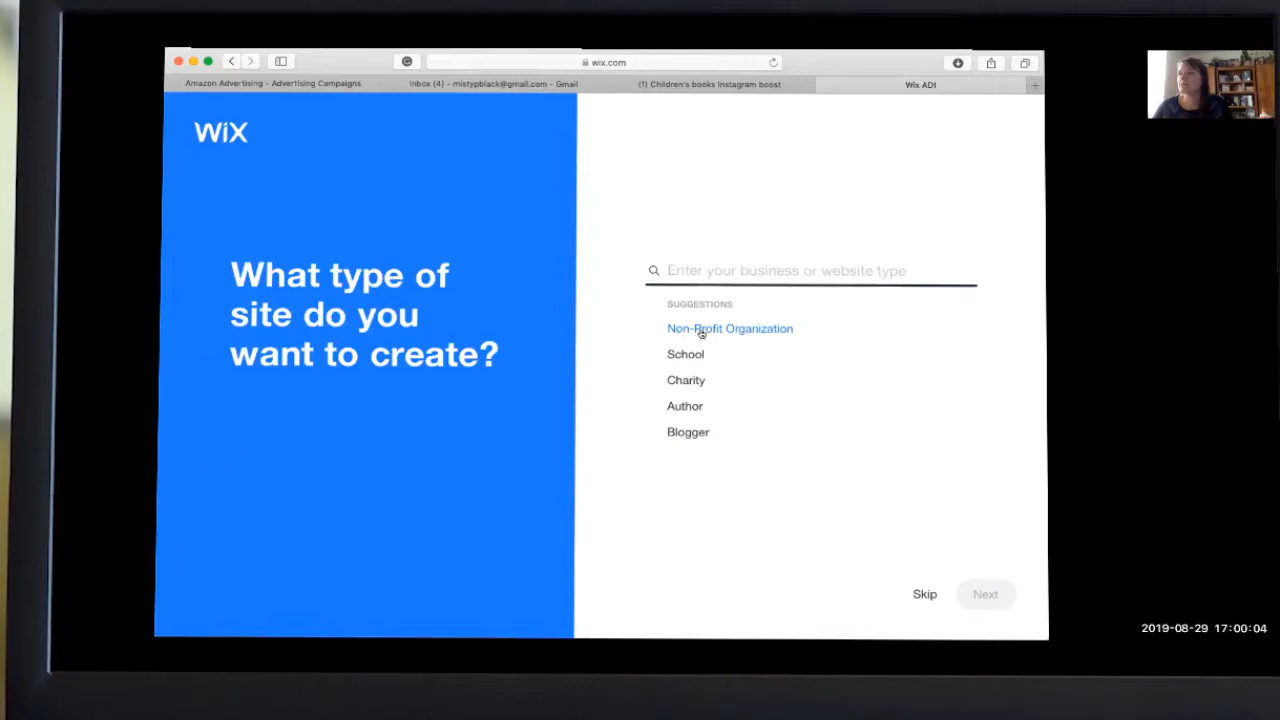 wix.com
Amazon Advertising - Advertising Campaigns
Inbox (4) - mistypblack@gmail.com - Gmail
(1) Children's books Instagram boost
Wix ADI
WiX
What type of
site do you
want to create?
Enter your business or website type
SUGGESTIONS
Non-Profit Organization
School
Charity
Author
Blogger
Skip
Next
2019-08-29 17:00:04